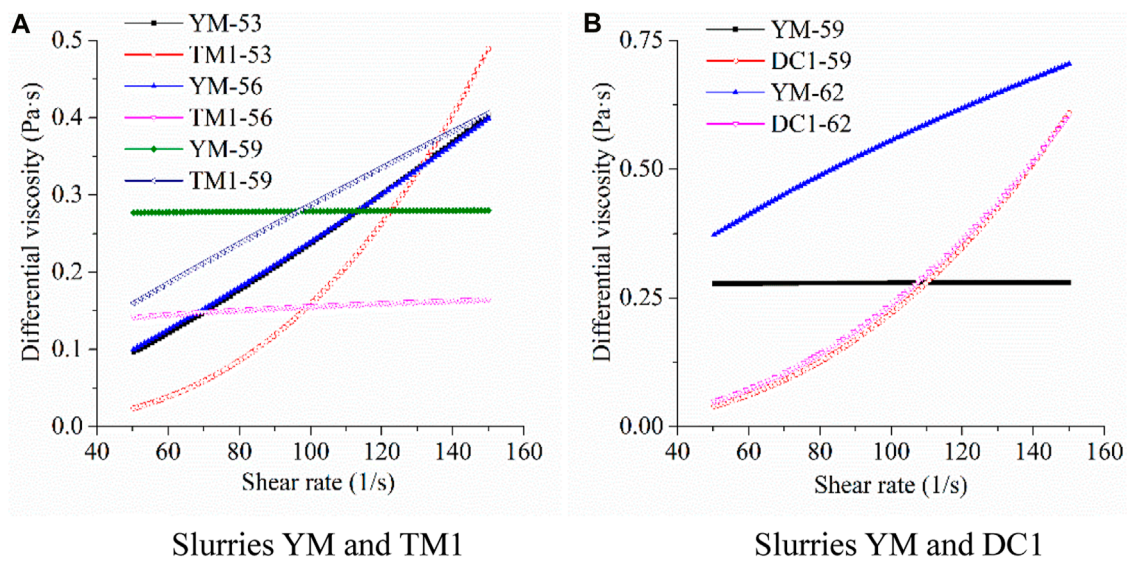 A
YM-53
TM1-53
YM-56
TM1-56
YM-59
TM1-59
0.5
0.4
0.3
0.2
0.1
0.0
Differential viscosity (Pa·s)
40 60 80 100 120 140 160
Shear rate (1/s)
Slurries YM and TM1
B
YM-59
DC1-59
YM-62
DC1-62
0.75
0.50
0.25
0.00
Differential viscosity (Pa·s)
40 60 80 100 120 140 160
Shear rate (1/s)
Slurries YM and DC1